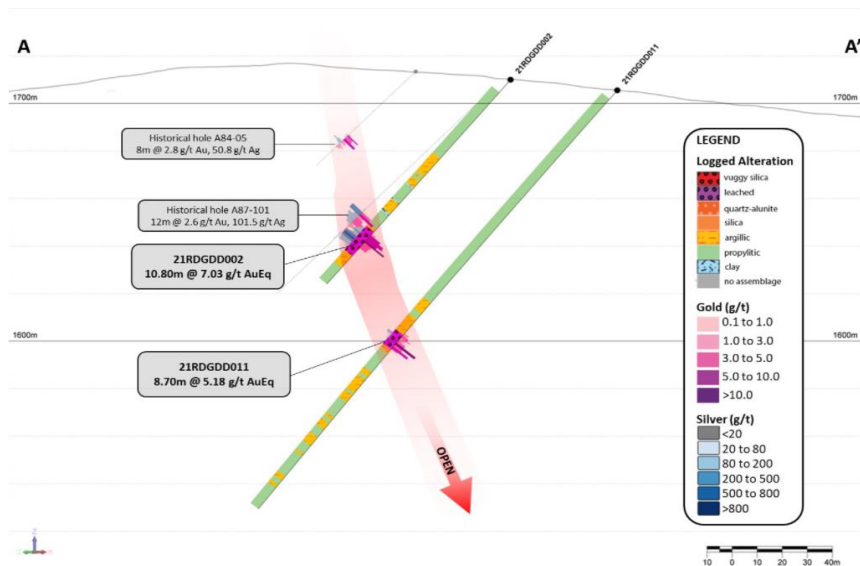 A
A'
21RDGDD002
21RDGDD011
1700m
1700m
Historical hole A84-05
8m @ 2.8 g/t Au, 50.8 g/t Ag
Historical hole A87-101
12m @ 2.6 g/t Au, 101.5 g/t Ag
21RDGDD002
10.80m @ 7.03 g/t AuEq
1600m
1600m
21RDGDD011
8.70m @ 5.18 g/t AuEq
OPEN
LEGEND
Logged Alteration
vuggy silica
leached
quartz-alunite
silica
argillic
propylitic
clay
no assemblage
Gold (g/t)
0.1 to 1.0
1.0 to 3.0
3.0 to 5.0
5.0 to 10.0
>10.0
Silver (g/t)
<20
20 to 80
80 to 200
200 to 500
500 to 800
>800
Z
10 0 10 20 30 40m